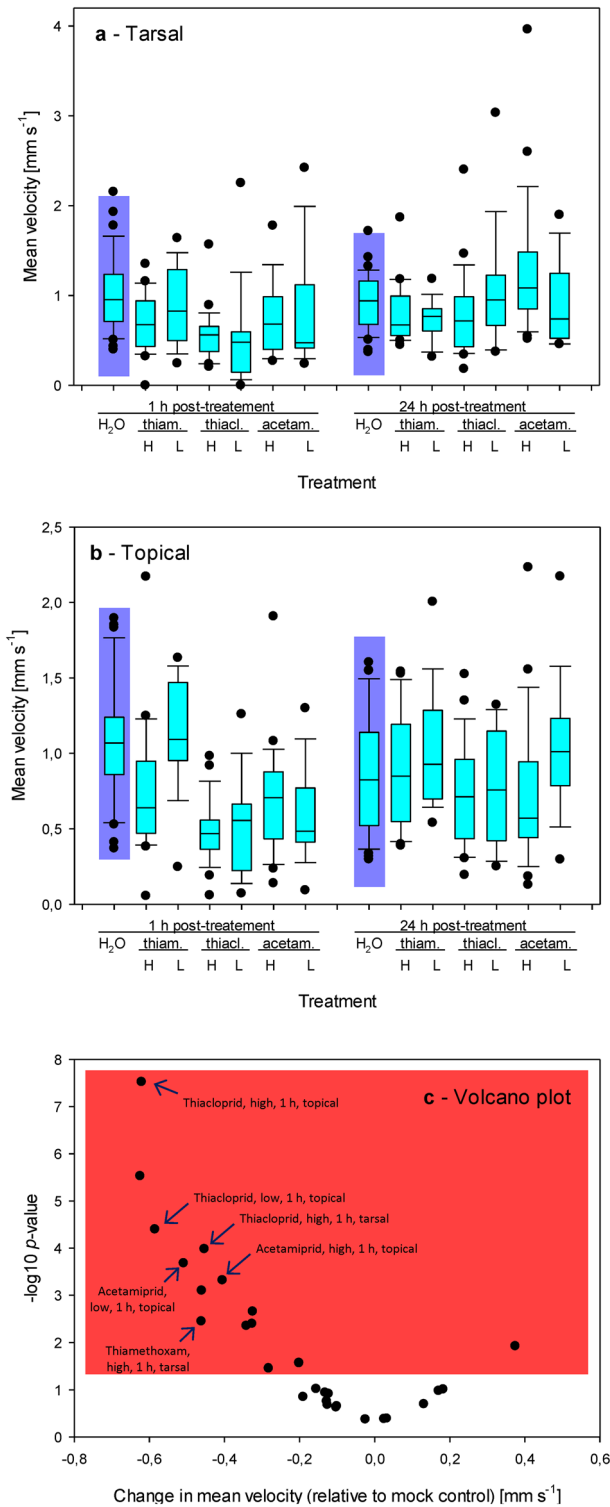 a - Tarsal
4
3
2
1
0
Mean velocity [mm s-1]
1 h post-treatement 24 h post-treatment
H2O thiam. thiacl. acetam. H2O thiam. thiacl. acetam.
H L H L H L H L H L H L
Treatment
b - Topical
2,5
2,0
1,5
1,0
0,5
0,0
Mean velocity [mm s-1]
1 h post-treatement 24 h post-treatment
H2O thiam. thiacl. acetam. H2O thiam. thiacl. acetam.
H L H L H L H L H L H L
Treatment
c - Volcano plot
8
7
6
5
4
3
2
1
0
-log10 p-value
Thiacloprid, high, 1 h, topical
Thiacloprid, low, 1 h, topical
Thiacloprid, high, 1 h, tarsal
Acetamiprid, high, 1 h, topical
Acetamiprid,
low, 1 h, topical
Thiamethoxam,
high, 1 h, tarsal
-0,8 -0,6 -0,4 -0,2 0,0 0,2 0,4 0,6
Change in mean velocity (relative to mock control) [mm s-1]